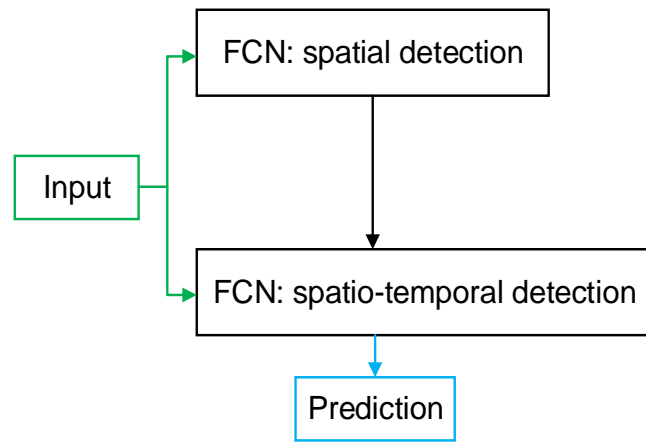 FCN: spatial detection
Input
FCN: spatio-temporal detection
Prediction